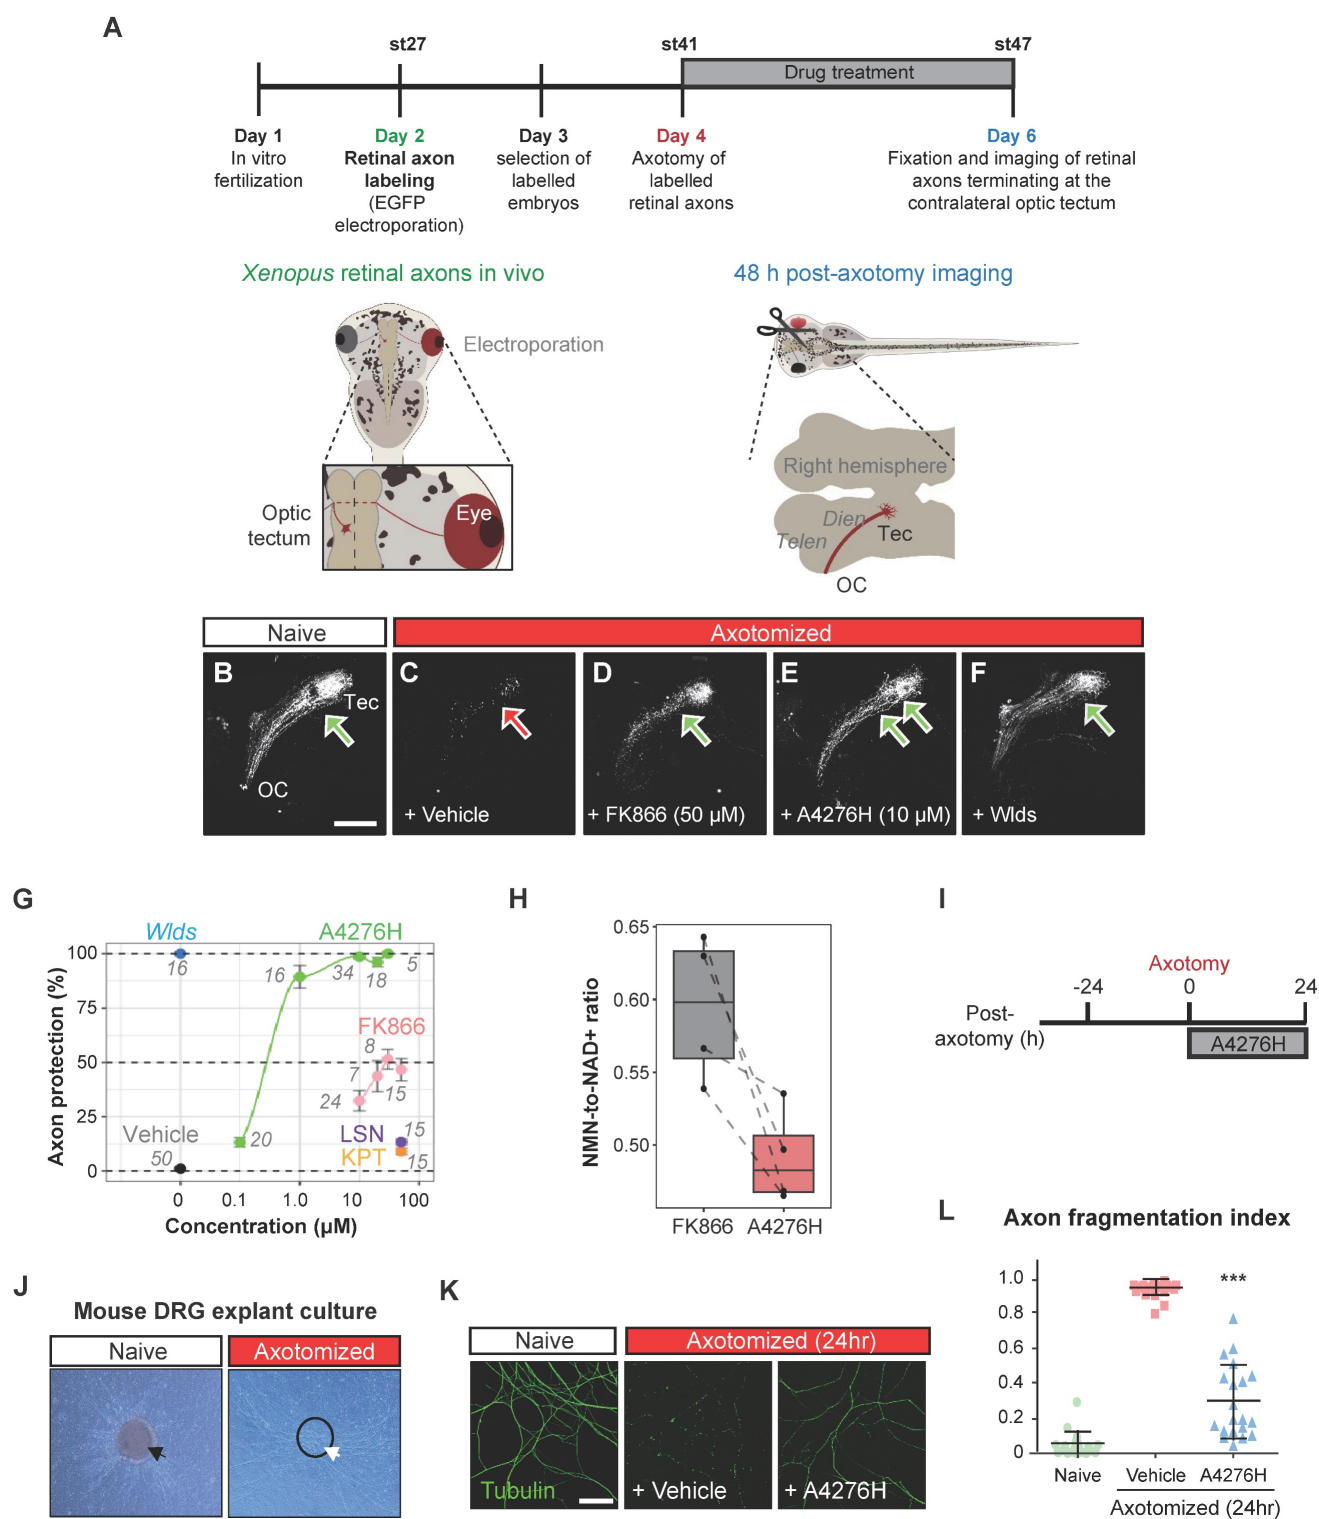 A
st27 st41 st47
Drug treatment
Day 1 Day 2 Day 3 Day 4 Day 6
In vitro
fertilization
Retinal axon
labeling
(EGFP
electroporation)
selection of
labelled
embryos
Axotomy of
labelled
retinal axons
Fixation and imaging of retinal
axons terminating at the
contralateral optic tectum
Xenopus retinal axons in vivo
48 h post-axotomy imaging
Electroporation
Optic
tectum
Eye
Right hemisphere
Dien
Telen
Tec
OC
Naive
Axotomized
B
Tec
OC
C
+ Vehicle
D
+ FK866 (50 µM)
E
+ A4276H (10 µM)
F
+ Wlds
G
Axon protection (%)
100
75
50
25
0
Wlds
16
A4276H
16
34
18
5
FK866
8
7
24
15
LSN
15
KPT
15
Vehicle
50
20
0 0.1 1.0 10 100
Concentration (µM)
H
NMN-to-NAD+ ratio
0.65
0.60
0.55
0.50
FK866 A4276H
I
Axotomy
-24 0 24
Post-
axotomy (h)
A4276H
J
Mouse DRG explant culture
Naive
Axotomized
K
Naive
Axotomized (24hr)
Tubulin
+ Vehicle
+ A4276H
L
Axon fragmentation index
1.0
0.8
0.6
0.4
0.2
0
***
Naive Vehicle A4276H
Axotomized (24hr)